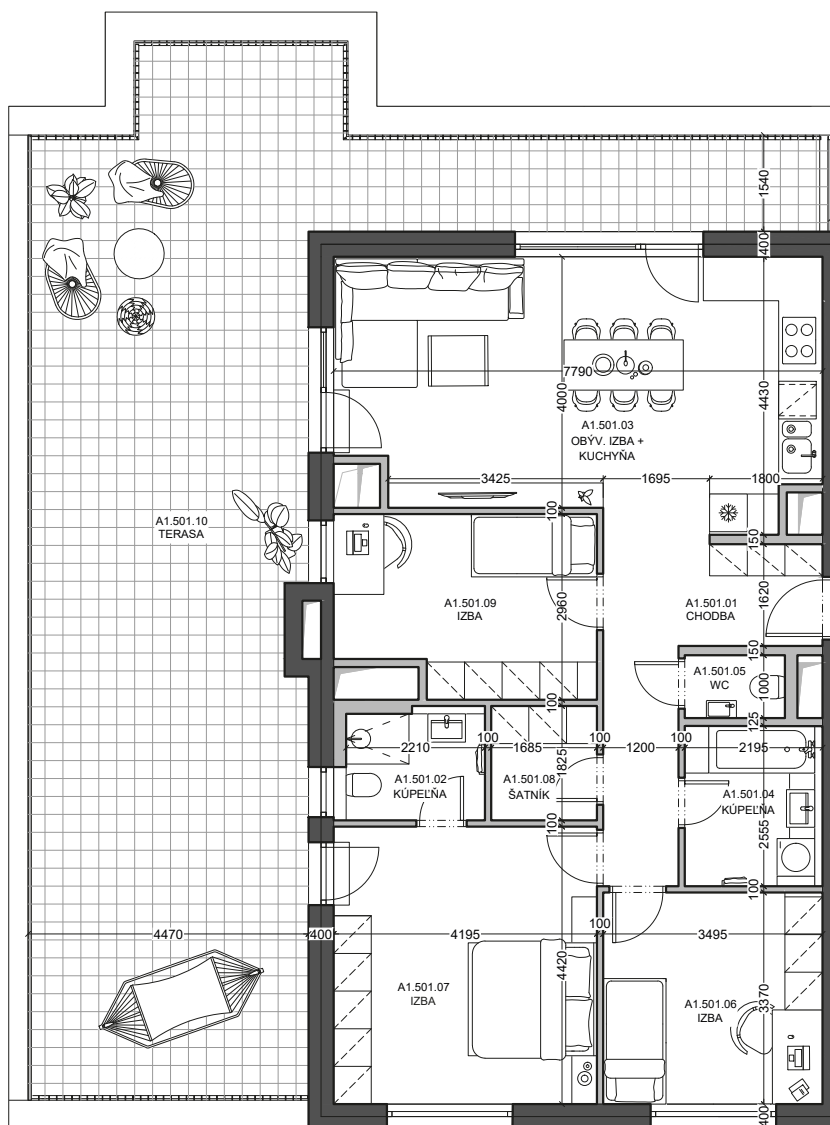 1540
400
7790
4000
4430
A1.501.03
OBÝV. IZBA +
KUCHYŇA
3425
1695
1800
100
150
A1.501.10
TERASA
A1.501.09
IZBA
2960
A1.501.01
CHODBA
1620
150
A1.501.05
WC
1000
100
125
2210
100
1685
100
1200
100
2195
1825
A1.501.02
KÚPEĽŇA
A1.501.08
ŠATNÍK
A1.501.04
KÚPEĽŇA
2555
100
100
4470
400
4195
100
3495
4420
A1.501.07
IZBA
A1.501.06
IZBA
3370
400